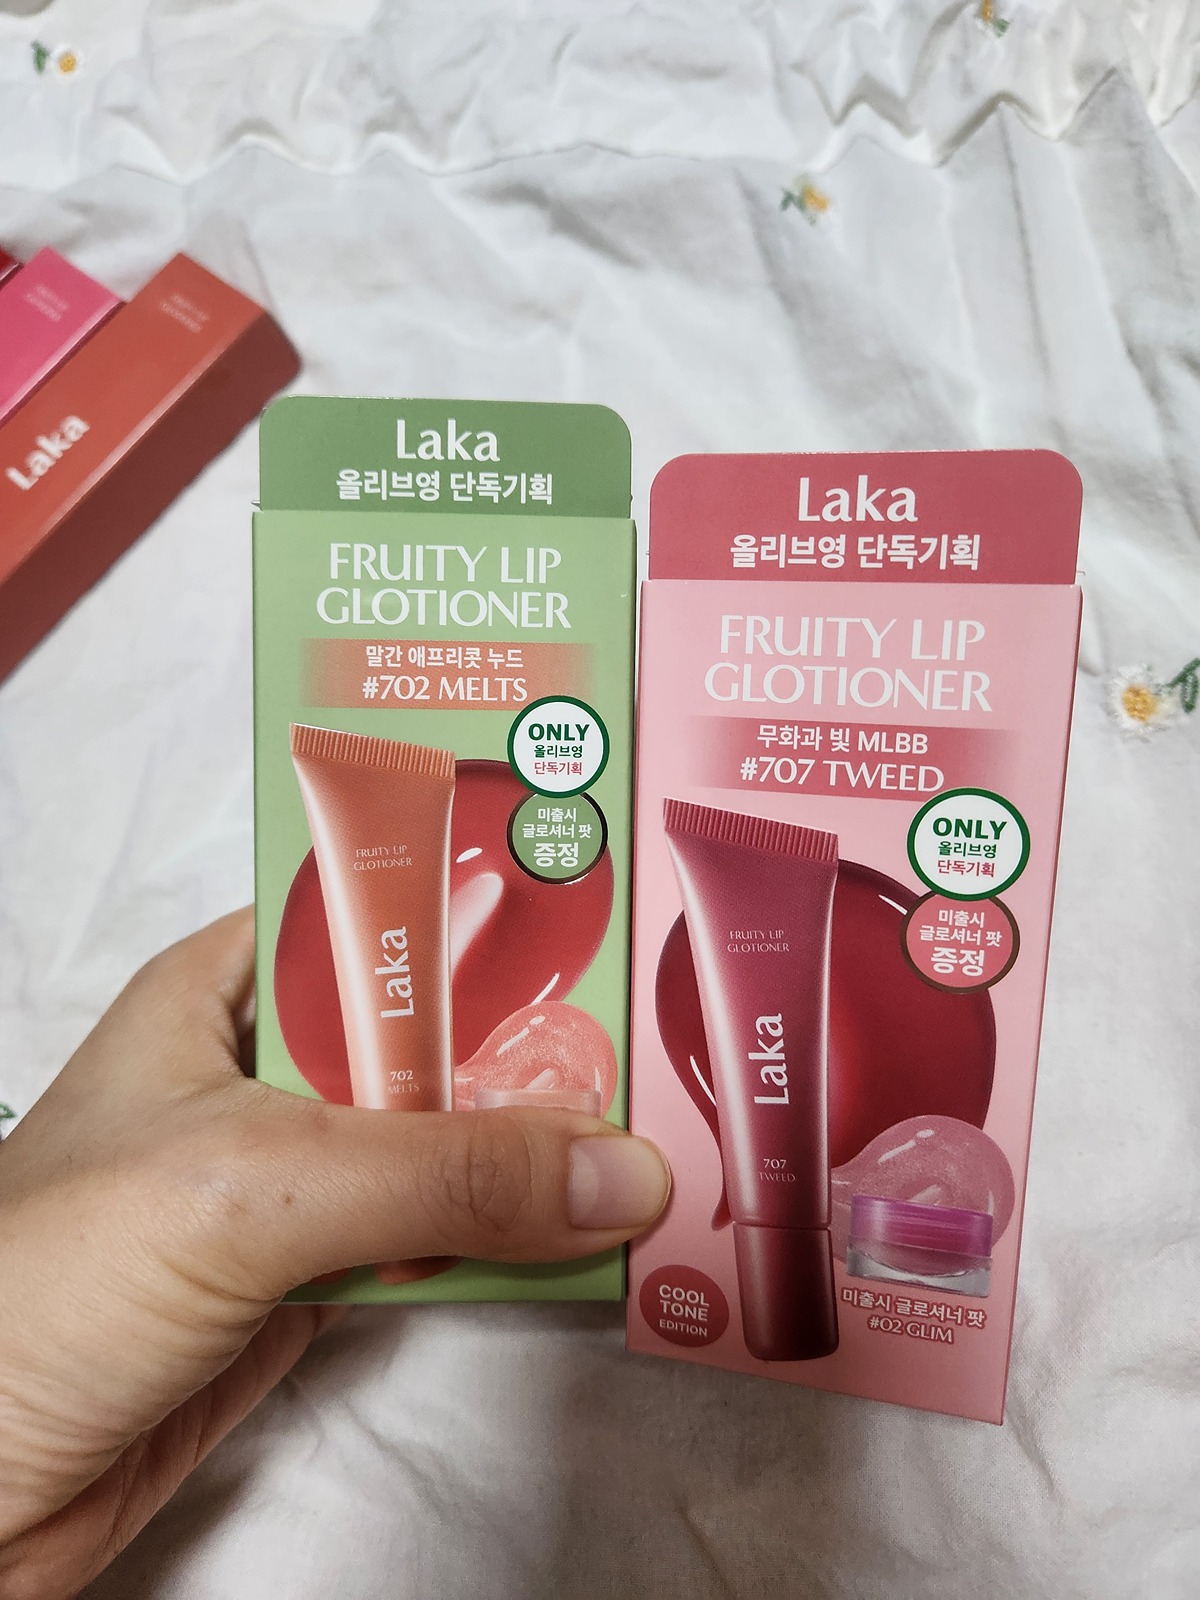 Laka
Laka
올리브영 단독기획
FRUITY LIP
GLOTIONER
말간 애프리콧 누드
#702 MELTS
ONLY
올리브영
단독기획
미출시
글로셔너 팟
증정
FRUITY LIP
GLOTIONER
Laka
702
MELTS
Laka
올리브영 단독기획
FRUITY LIP
GLOTIONER
무화과 빛 MLBB
#707 TWEED
ONLY
올리브영
단독기획
미출시
글로셔너 팟
증정
FRUITY LIP
GLOTIONER
Laka
707
TWEED
COOL
TONE
EDITION
미출시 글로셔너 팟
#02 GLIM